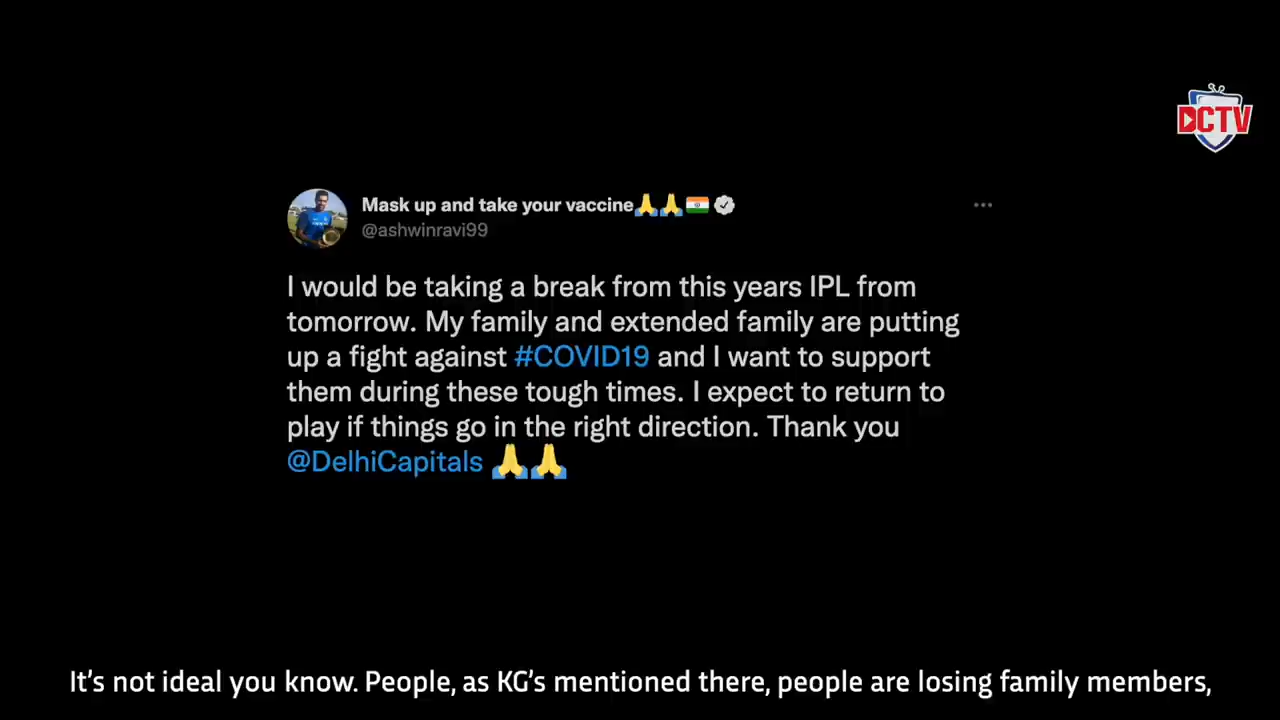 DCTV
Mask up and take your vaccine🙏🙏🇮🇳
@ashwinravi99
I would be taking a break from this years IPL from
tomorrow. My family and extended family are putting
up a fight against #COVID19 and I want to support
them during these tough times. I expect to return to
play if things go in the right direction. Thank you
@DelhiCapitals 🙏🙏
It's not ideal you know. People, as KG's mentioned there, people are losing family members,